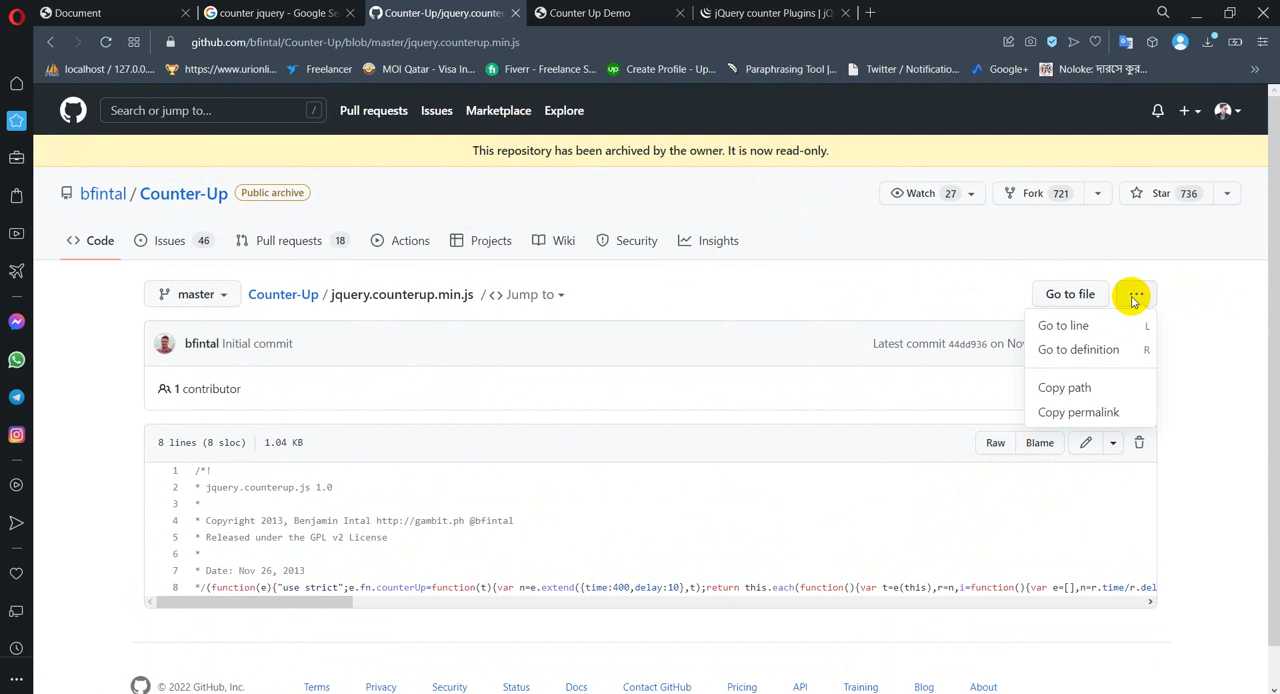 Document
counter jquery - Google Se
Counter-Up/jquery.counte
Counter Up Demo
jQuery counter Plugins | jQ
github.com/bfintal/Counter-Up/blob/master/jquery.counterup.min.js
localhost / 127.0.0....
https://www.urionli...
Freelancer
MOI Qatar - Visa In...
Fiverr - Freelance S...
Create Profile - Up...
Paraphrasing Tool |...
Twitter / Notificatio...
Google+
Noloke: দারসে কুর...
Search or jump to...
/
Pull requests
Issues
Marketplace
Explore
This repository has been archived by the owner. It is now read-only.
bfintal / Counter-Up
Public archive
Watch 27
Fork 721
Star 736
Code
Issues 46
Pull requests 18
Actions
Projects
Wiki
Security
Insights
master
Counter-Up / jquery.counterup.min.js / <> Jump to
Go to file
...
Go to line L
Go to definition R
Copy path
Copy permalink
bfintal Initial commit
Latest commit 44dd936 on Nov
1 contributor
8 lines (8 sloc) 1.04 KB
Raw
Blame
1 /*!
2 * jquery.counterup.js 1.0
3 *
4 * Copyright 2013, Benjamin Intal http://gambit.ph @bfintal
5 * Released under the GPL v2 License
6 *
7 * Date: Nov 26, 2013
8 */(function(e){"use strict";e.fn.counterUp=function(t){var n=e.extend({time:400,delay:10},t);return this.each(function(){var t=e(this),r=n,i=function(){var e=[],n=r.time/r.del
© 2022 GitHub, Inc.
Terms
Privacy
Security
Status
Docs
Contact GitHub
Pricing
API
Training
Blog
About